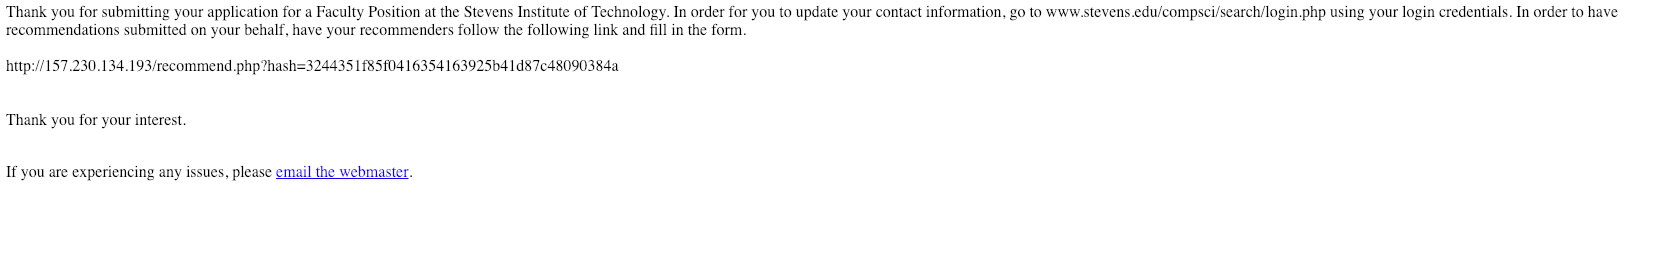 Thank you for submitting your application for a Faculty Position at the Stevens Institute of Technology. In order for you to update your contact information, go to www.stevens.edu/compsci/search/login.php using your login credentials. In order to have
recommendations submitted on your behalf, have your recommenders follow the following link and fill in the form.
http://157.230.134.193/recommend.php?hash=3244351f85f0416354163925b41d87c48090384a
Thank you for your interest.
If you are experiencing any issues, please email the webmaster.